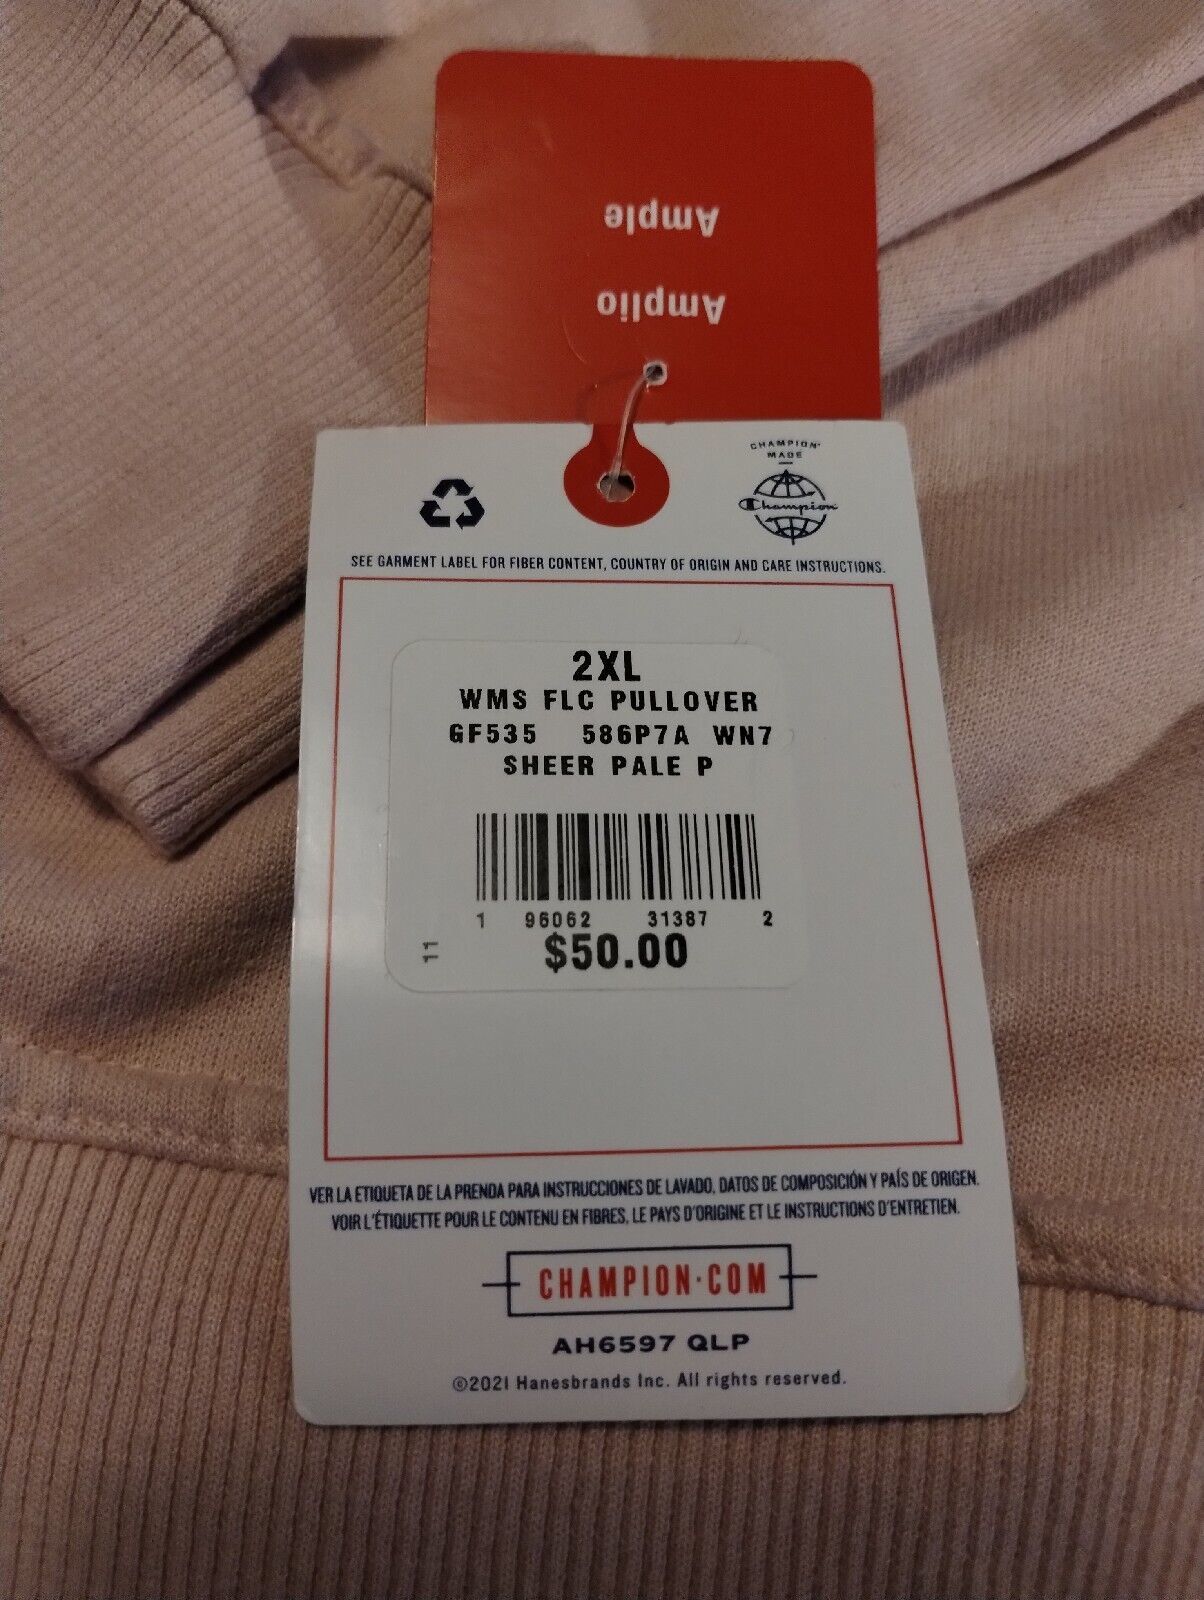 Ample
Amplio
CHAMPION®
MADE
Champion
SEE GARMENT LABEL FOR FIBER CONTENT, COUNTRY OF ORIGIN AND CARE INSTRUCTIONS.
2XL
WMS FLC PULLOVER
GF535 586P7A WN7
SHEER PALE P
1 96062 31387 2
$50.00
11
VER LA ETIQUETA DE LA PRENDA PARA INSTRUCCIONES DE LAVADO, DATOS DE COMPOSICIÓN Y PAÍS DE ORIGEN.
VOIR L'ÉTIQUETTE POUR LE CONTENU EN FIBRES, LE PAYS D'ORIGINE ET LE INSTRUCTIONS D'ENTRETIEN.
CHAMPION·COM
AH6597 QLP
©2021 Hanesbrands Inc. All rights reserved.